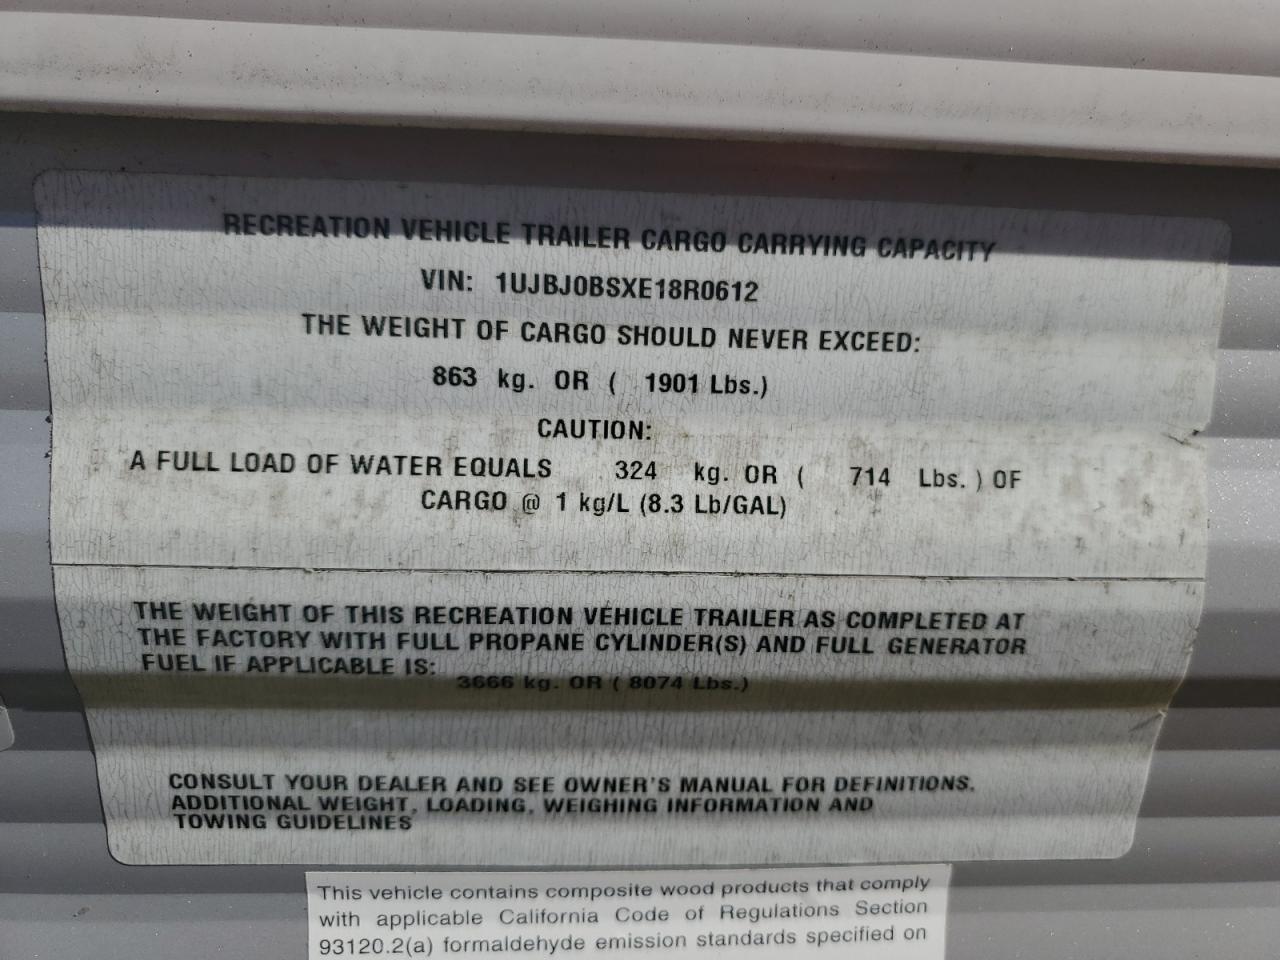 RECREATION VEHICLE TRAILER CARGO CARRYING CAPACITY
VIN: 1UJBJ0BSXE18R0612
THE WEIGHT OF CARGO SHOULD NEVER EXCEED:
863 kg. OR ( 1901 Lbs.)
CAUTION:
A FULL LOAD OF WATER EQUALS 324 kg. OR ( 714 Lbs. ) OF
CARGO @ 1 kg/L (8.3 Lb/GAL)
THE WEIGHT OF THIS RECREATION VEHICLE TRAILER AS COMPLETED AT
THE FACTORY WITH FULL PROPANE CYLINDER(S) AND FULL GENERATOR
FUEL IF APPLICABLE IS:
3666 kg. OR ( 8074 Lbs.)
CONSULT YOUR DEALER AND SEE OWNER'S MANUAL FOR DEFINITIONS.
ADDITIONAL WEIGHT, LOADING, WEIGHING INFORMATION AND
TOWING GUIDELINES
This vehicle contains composite wood products that comply
with applicable California Code of Regulations Section
93120.2(a) formaldehyde emission standards specified on